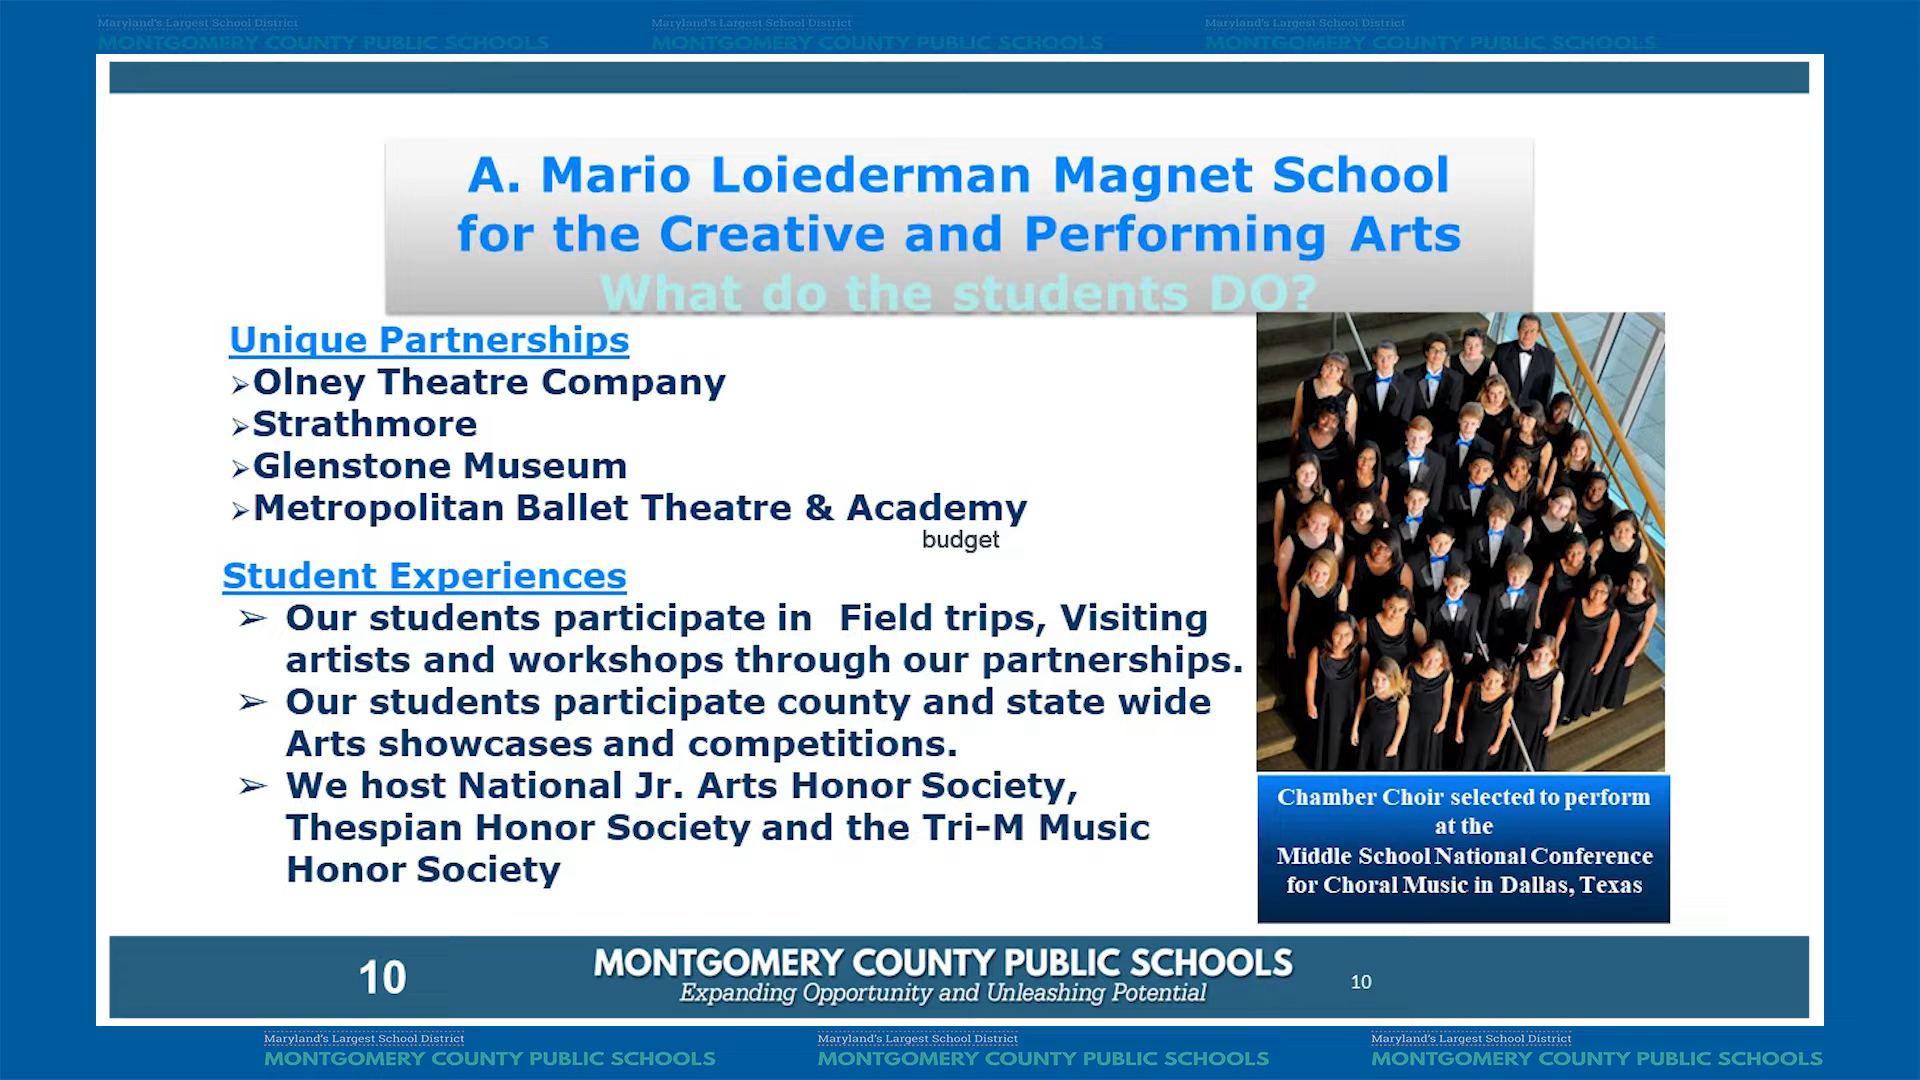 Maryland's Largest School District Maryland's Largest School District Maryland's Largest School District
MONTGOMERY COUNTY PUBLIC SCHOOLS MONTGOMERY COUNTY PUBLIC SCHOOLS MONTGOMERY COUNTY PUBLIC SCHOOLS
A. Mario Loiederman Magnet School
for the Creative and Performing Arts
What do the students DO?
Unique Partnerships
➢Olney Theatre Company
➢Strathmore
➢Glenstone Museum
➢Metropolitan Ballet Theatre & Academy
budget
Student Experiences
➢ Our students participate in Field trips, Visiting
artists and workshops through our partnerships.
➢ Our students participate county and state wide
Arts showcases and competitions.
➢ We host National Jr. Arts Honor Society,
Thespian Honor Society and the Tri-M Music
Honor Society
Chamber Choir selected to perform
at the
Middle School National Conference
for Choral Music in Dallas, Texas
10
MONTGOMERY COUNTY PUBLIC SCHOOLS
Expanding Opportunity and Unleashing Potential
10
Maryland's Largest School District Maryland's Largest School District Maryland's Largest School District
MONTGOMERY COUNTY PUBLIC SCHOOLS MONTGOMERY COUNTY PUBLIC SCHOOLS MONTGOMERY COUNTY PUBLIC SCHOOLS